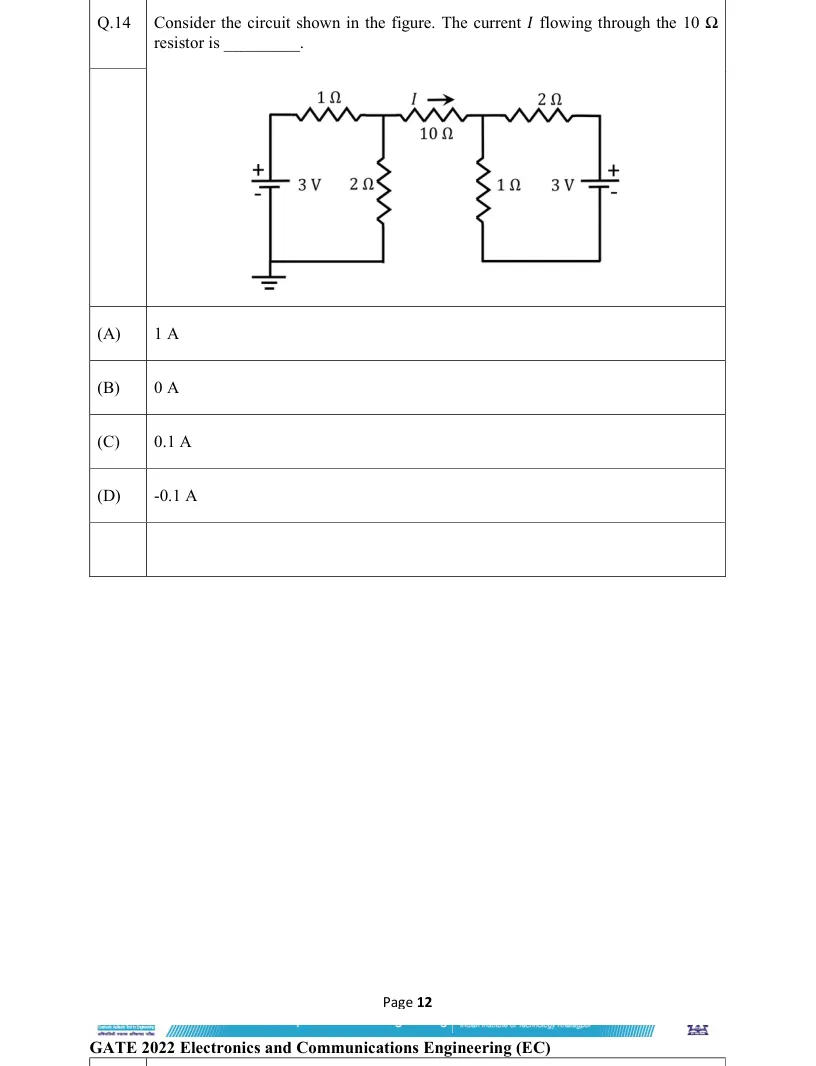 Q.14 Consider the circuit shown in the figure. The current I flowing through the 10 Ω
resistor is __________.
1 Ω
I
2 Ω
10 Ω
+
+
3 V
2 Ω
1 Ω
3 V
-
-
(A) 1 A
(B) 0 A
(C) 0.1 A
(D) -0.1 A
Page 12
GATE 2022 Electronics and Communications Engineering (EC)